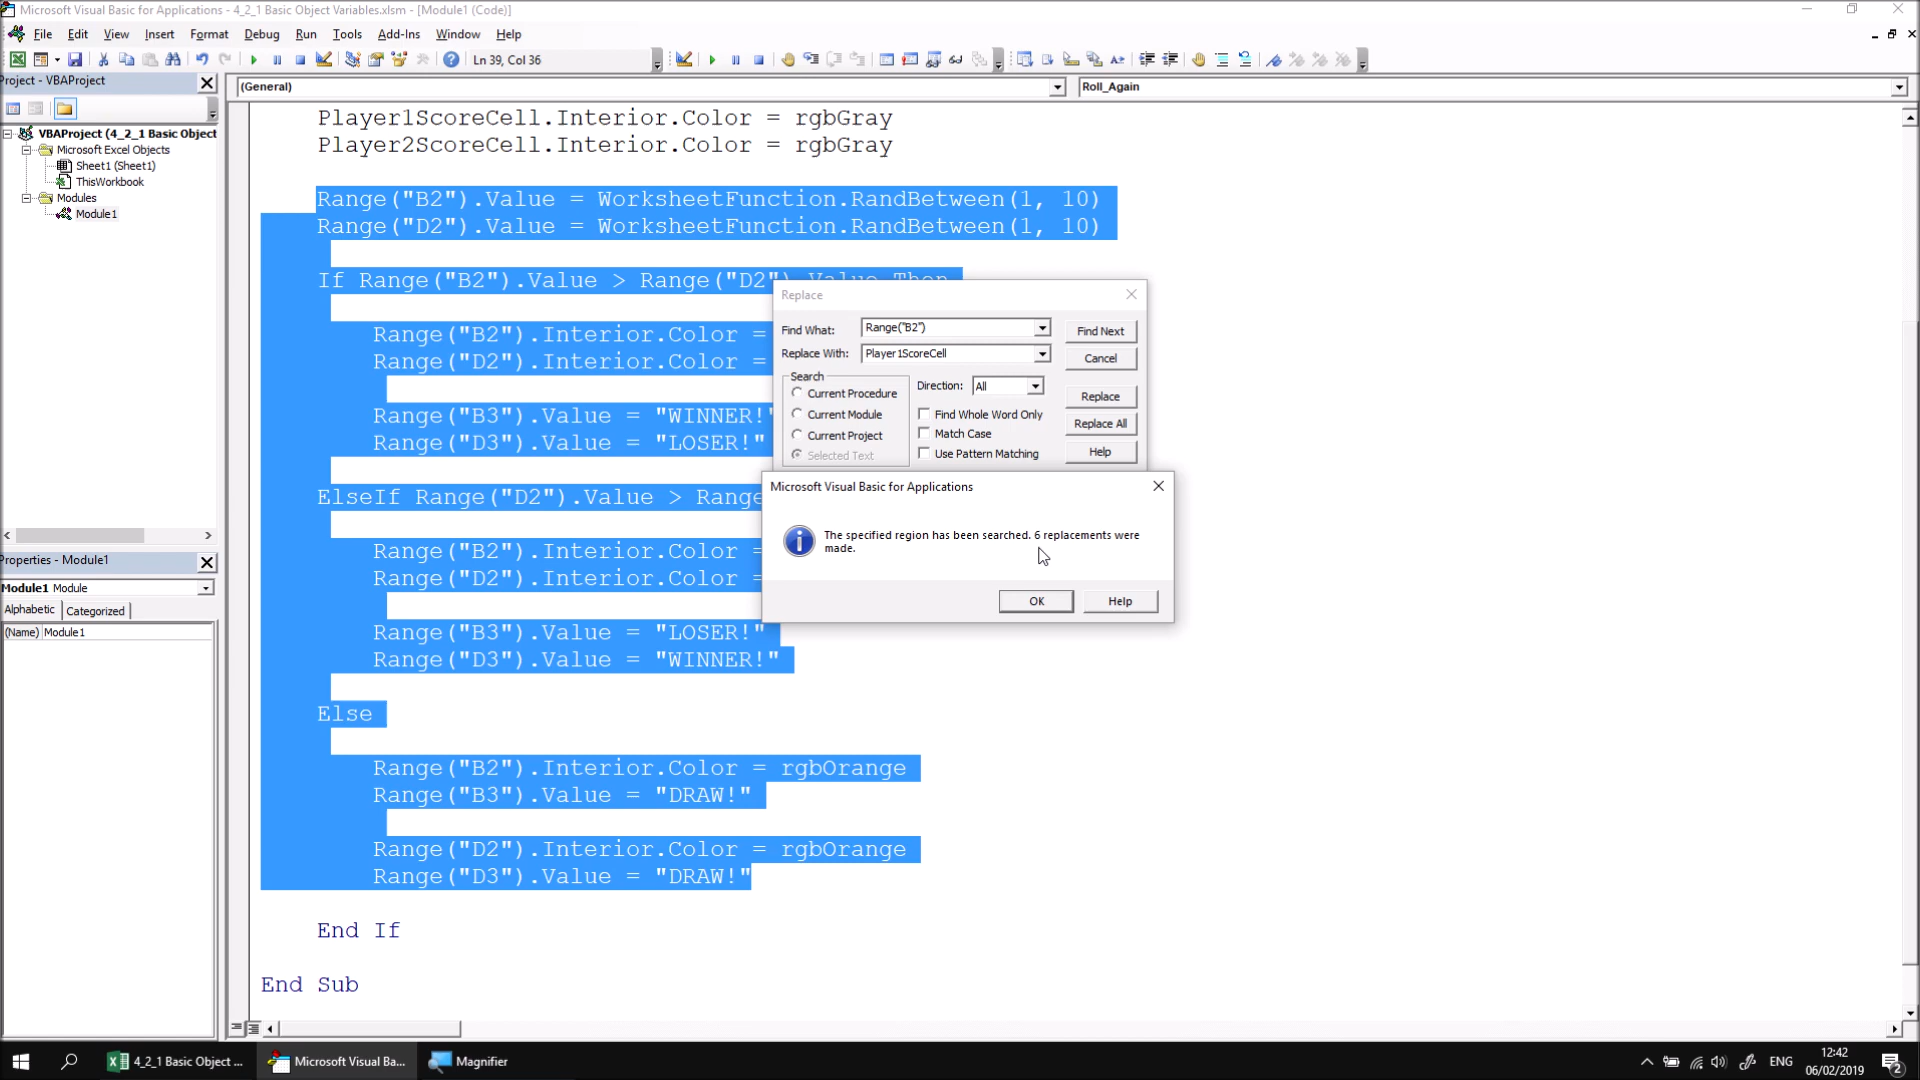 Microsoft Visual Basic for Applications - 4_2_1 Basic Object Variables.xlsm - [Module1 (Code)]
File Edit View Insert Format Debug Run Tools Add-Ins Window Help
Ln 39, Col 36
Project - VBAProject
(General)
Roll_Again
VBAProject (4_2_1 Basic Object
Microsoft Excel Objects
Sheet1 (Sheet1)
ThisWorkbook
Modules
Module1
Properties - Module1
Module1 Module
Alphabetic Categorized
(Name) Module1
Player1ScoreCell.Interior.Color = rgbGray
Player2ScoreCell.Interior.Color = rgbGray
Range("B2").Value = WorksheetFunction.RandBetween(1, 10)
Range("D2").Value = WorksheetFunction.RandBetween(1, 10)
If Range("B2").Value > Range("D2").Value Then
Range("B2").Interior.Color =
Range("D2").Interior.Color =
Range("B3").Value = "WINNER!"
Range("D3").Value = "LOSER!"
ElseIf Range("D2").Value > Range
Range("B2").Interior.Color =
Range("D2").Interior.Color =
Range("B3").Value = "LOSER!"
Range("D3").Value = "WINNER!"
Else
Range("B2").Interior.Color = rgbOrange
Range("B3").Value = "DRAW!"
Range("D2").Interior.Color = rgbOrange
Range("D3").Value = "DRAW!"
End If
End Sub
Replace
Find What: Range("B2") Find Next
Replace With: Player1ScoreCell Cancel
Search
Direction: All
Current Procedure
Current Module
Current Project
Selected Text
Find Whole Word Only
Match Case
Use Pattern Matching
Replace
Replace All
Help
Microsoft Visual Basic for Applications
The specified region has been searched. 6 replacements were
made.
OK Help
4_2_1 Basic Object ...
Microsoft Visual Ba...
Magnifier
ENG
12:42
06/02/2019
2